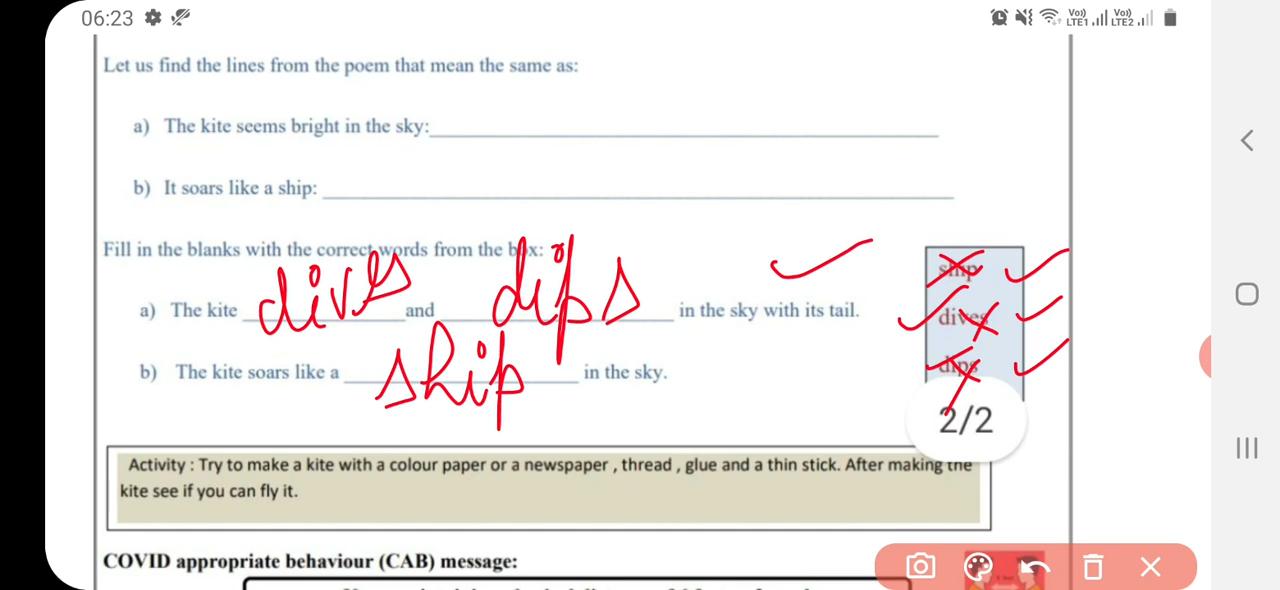 06:23 Vo) LTE1 Vo) LTE2
Let us find the lines from the poem that mean the same as:
a) The kite seems bright in the sky:
b) It soars like a ship:
Fill in the blanks with the correct words from the box:
ship
a) The kite dives and dips in the sky with its tail.
dives
dips
b) The kite soars like a ship in the sky.
2/2
Activity : Try to make a kite with a colour paper or a newspaper , thread , glue and a thin stick. After making the
kite see if you can fly it.
COVID appropriate behaviour (CAB) message: